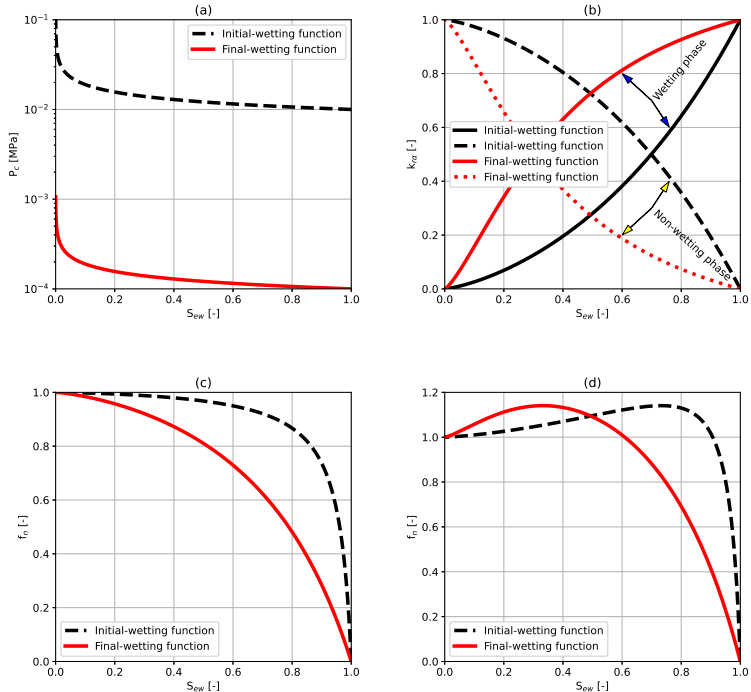 (a)
10⁻¹
10⁻²
10⁻³
10⁻⁴
P_c [MPa]
Initial-wetting function
Final-wetting function
0.0 0.2 0.4 0.6 0.8 1.0
S_ew [-]
(b)
1.0
0.8
0.6
0.4
0.2
0.0
k_rα [-]
Wetting phase
Initial-wetting function
Initial-wetting function
Final-wetting function
Final-wetting function
Non-wetting phase
0.0 0.2 0.4 0.6 0.8 1.0
S_ew [-]
(c)
1.0
0.8
0.6
0.4
0.2
0.0
f_n [-]
Initial-wetting function
Final-wetting function
0.0 0.2 0.4 0.6 0.8 1.0
S_ew [-]
(d)
1.2
1.0
0.8
0.6
0.4
0.2
0.0
f_n [-]
Initial-wetting function
Final-wetting function
0.0 0.2 0.4 0.6 0.8 1.0
S_ew [-]